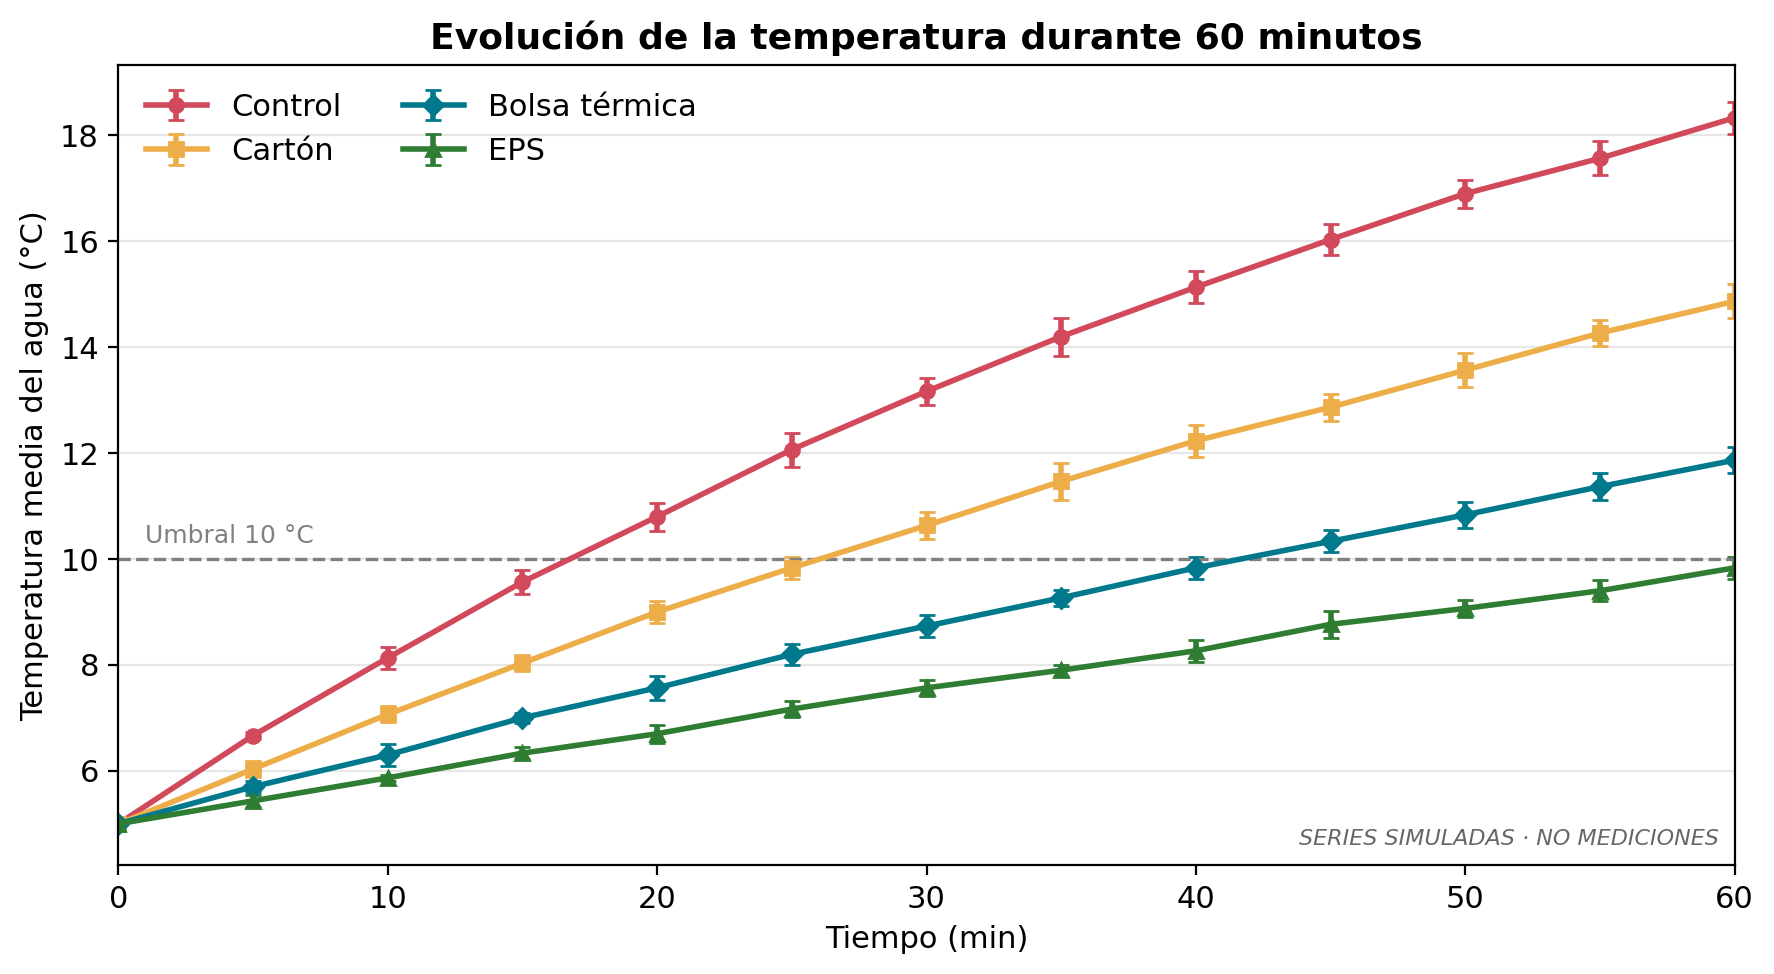 Evolución de la temperatura durante 60 minutos
Control
Cartón
Bolsa térmica
EPS
Temperatura media del agua (°C)
18
16
14
12
10
8
6
Umbral 10 °C
SERIES SIMULADAS · NO MEDICIONES
0 10 20 30 40 50 60
Tiempo (min)